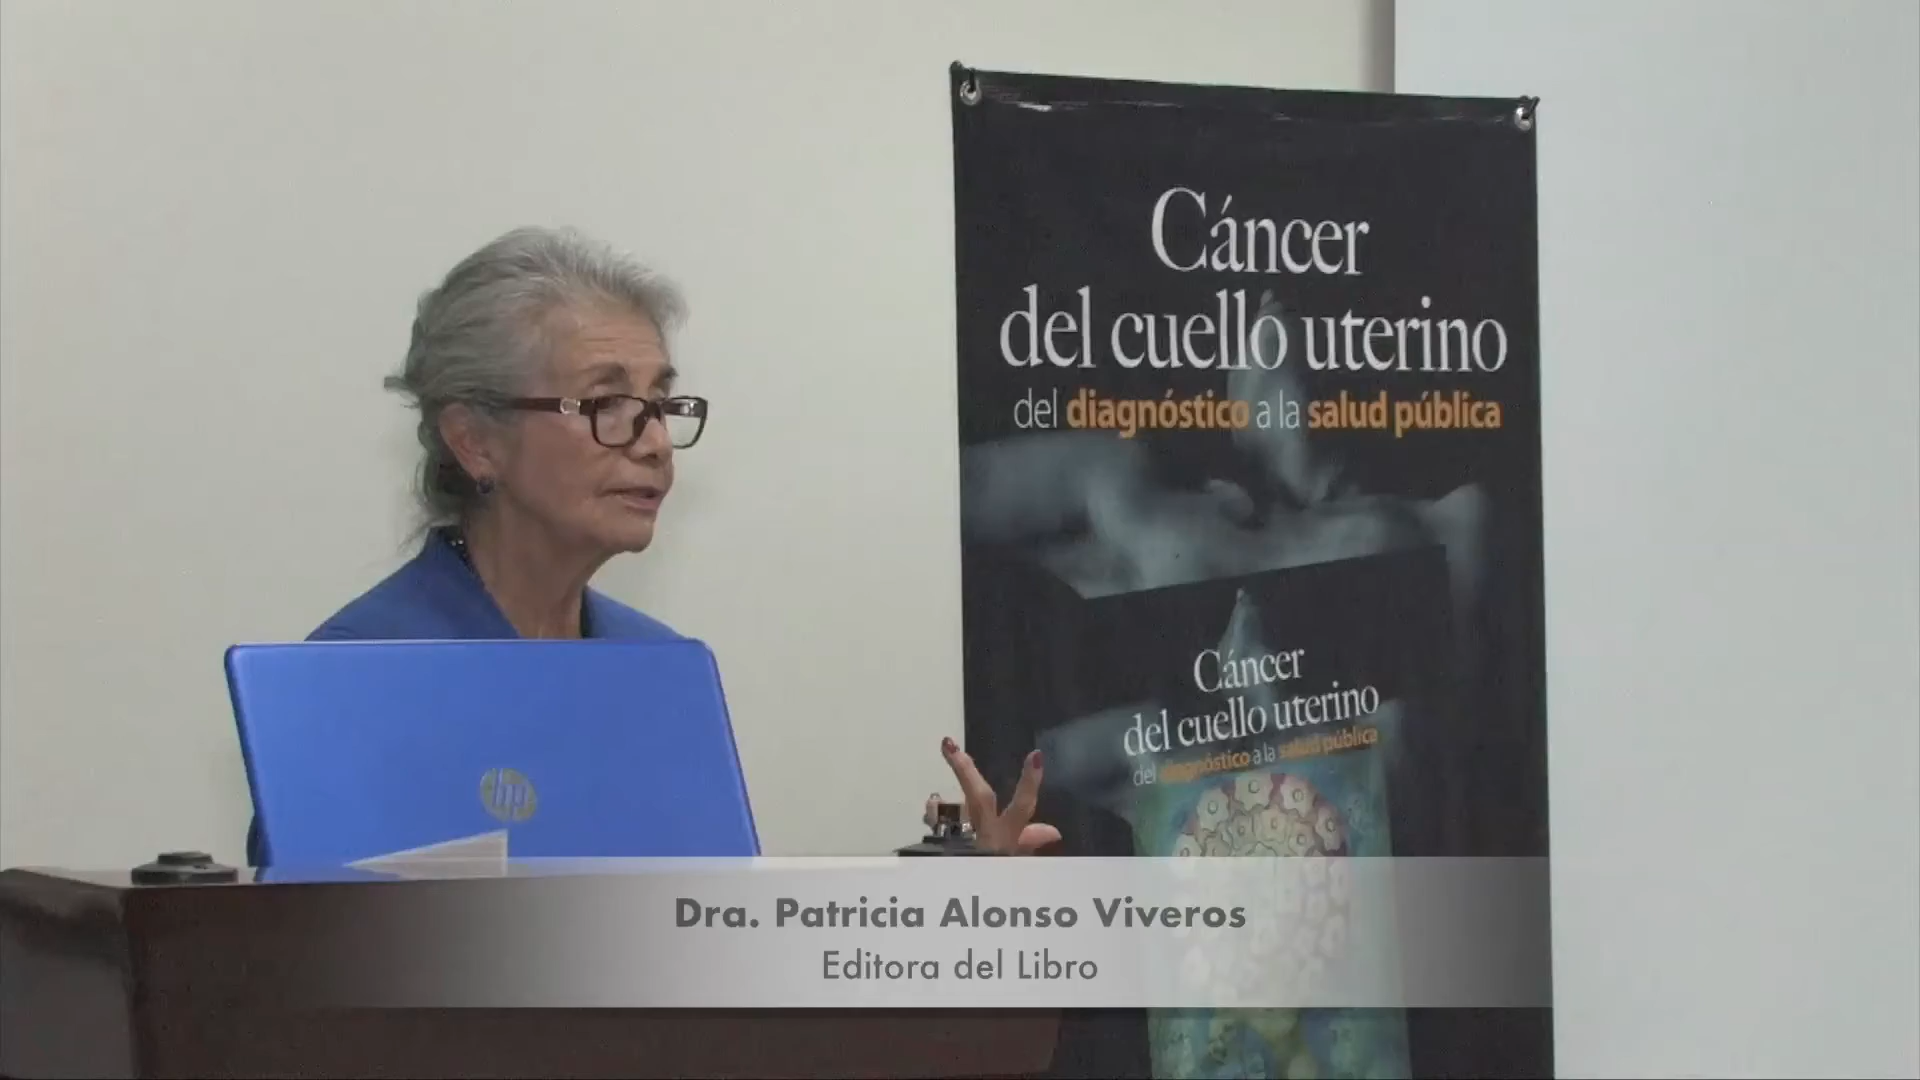 Cáncer
del cuello uterino
del diagnóstico a la salud pública
Cáncer
del cuello uterino
del diagnóstico a la salud pública
hp
Dra. Patricia Alonso Viveros
Editora del Libro